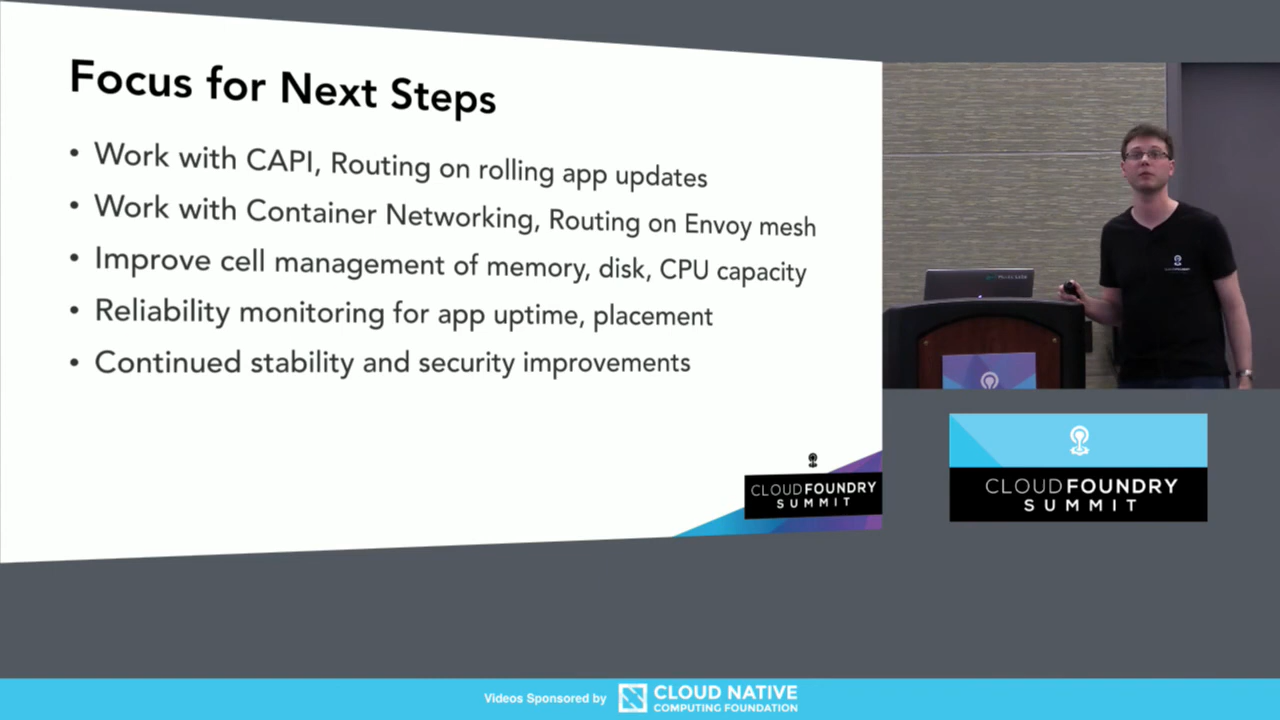 Focus for Next Steps
• Work with CAPI, Routing on rolling app updates
• Work with Container Networking, Routing on Envoy mesh
• Improve cell management of memory, disk, CPU capacity
• Reliability monitoring for app uptime, placement
• Continued stability and security improvements
CLOUDFOUNDRY
SUMMIT
CLOUDFOUNDRY
SUMMIT
Videos Sponsored by
CLOUD NATIVE
COMPUTING FOUNDATION